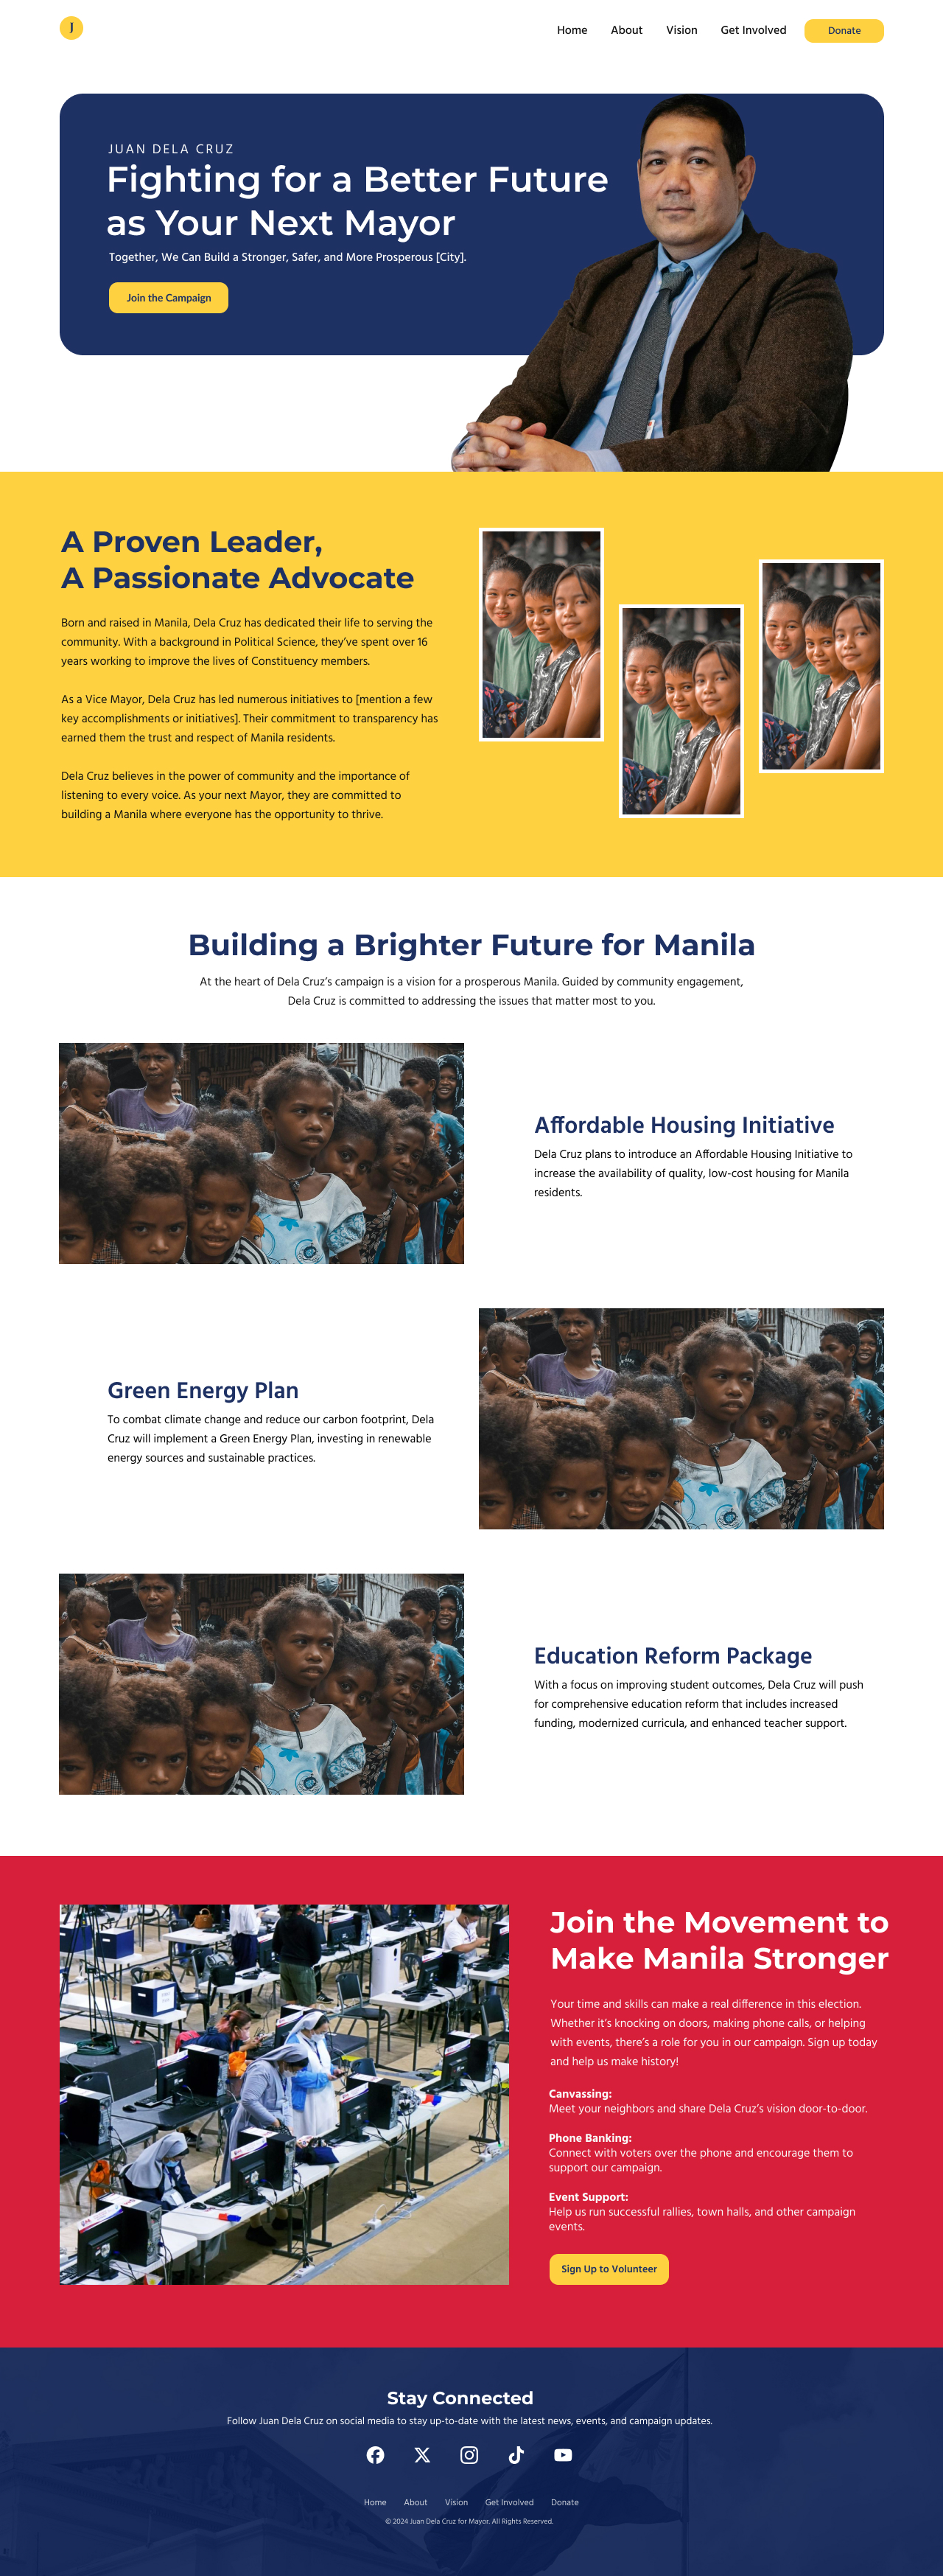 J
Home About Vision Get Involved Donate
JUAN DELA CRUZ
Fighting for a Better Future
as Your Next Mayor
Together, We Can Build a Stronger, Safer, and More Prosperous [City].
Join the Campaign
A Proven Leader,
A Passionate Advocate
Born and raised in Manila, Dela Cruz has dedicated their life to serving the
community. With a background in Political Science, they’ve spent over 16
years working to improve the lives of Constituency members.
As a Vice Mayor, Dela Cruz has led numerous initiatives to [mention a few
key accomplishments or initiatives]. Their commitment to transparency has
earned them the trust and respect of Manila residents.
Dela Cruz believes in the power of community and the importance of
listening to every voice. As your next Mayor, they are committed to
building a Manila where everyone has the opportunity to thrive.
Building a Brighter Future for Manila
At the heart of Dela Cruz’s campaign is a vision for a prosperous Manila. Guided by community engagement,
Dela Cruz is committed to addressing the issues that matter most to you.
Affordable Housing Initiative
Dela Cruz plans to introduce an Affordable Housing Initiative to
increase the availability of quality, low-cost housing for Manila
residents.
Green Energy Plan
To combat climate change and reduce our carbon footprint, Dela
Cruz will implement a Green Energy Plan, investing in renewable
energy sources and sustainable practices.
Education Reform Package
With a focus on improving student outcomes, Dela Cruz will push
for comprehensive education reform that includes increased
funding, modernized curricula, and enhanced teacher support.
Join the Movement to
Make Manila Stronger
Your time and skills can make a real difference in this election.
Whether it’s knocking on doors, making phone calls, or helping
with events, there’s a role for you in our campaign. Sign up today
and help us make history!
Canvassing:
Meet your neighbors and share Dela Cruz’s vision door-to-door.
Phone Banking:
Connect with voters over the phone and encourage them to
support our campaign.
Event Support:
Help us run successful rallies, town halls, and other campaign
events.
Sign Up to Volunteer
Stay Connected
Follow Juan Dela Cruz on social media to stay up-to-date with the latest news, events, and campaign updates.
Home About Vision Get Involved Donate
© 2024 Juan Dela Cruz for Mayor. All Rights Reserved.